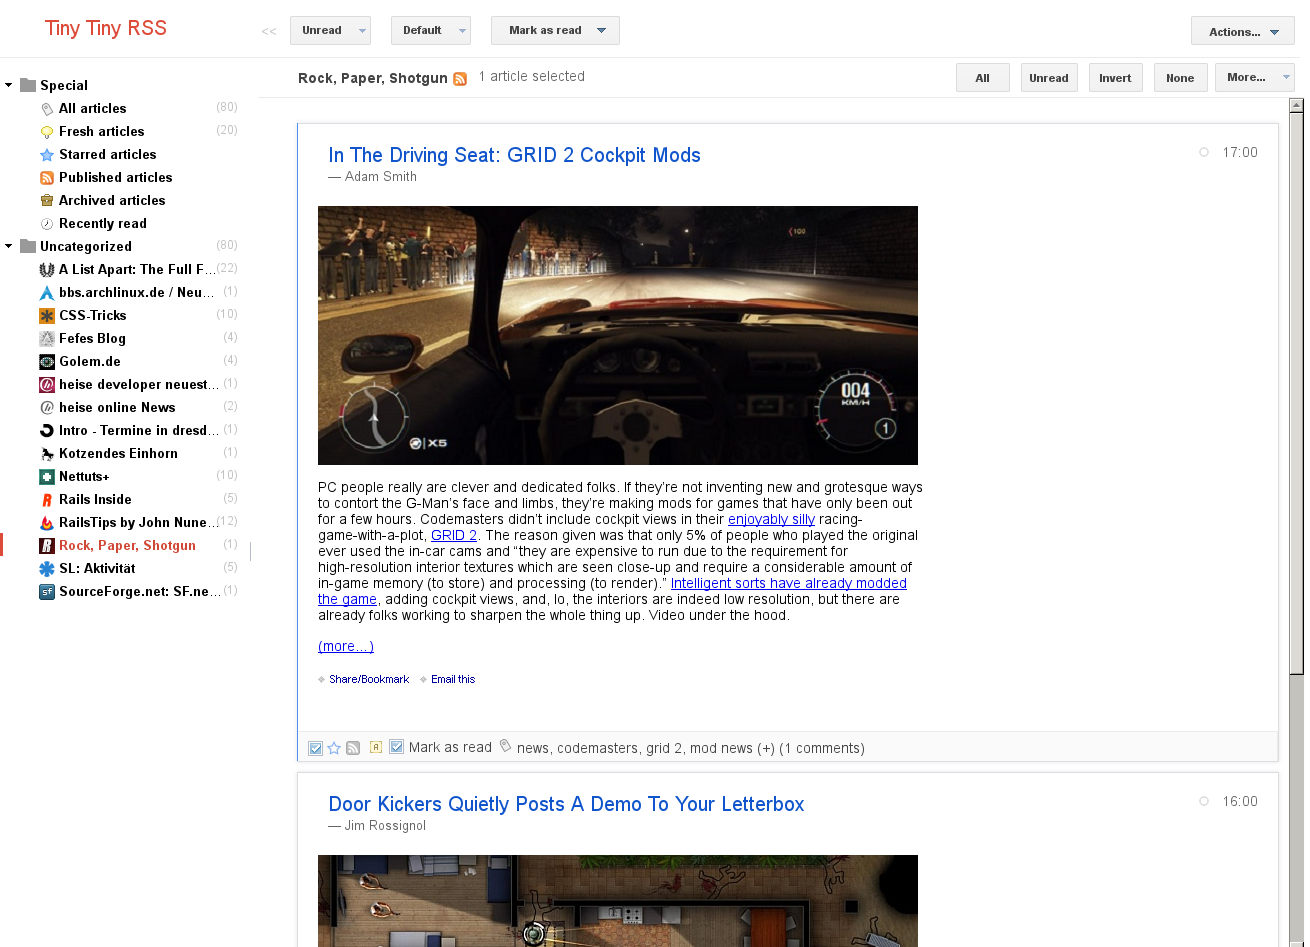 Tiny Tiny RSS
<<
Unread
Default
Mark as read
Actions...
Special
All articles (80)
Fresh articles (20)
Starred articles
Published articles
Archived articles
Recently read
Uncategorized (80)
A List Apart: The Full F... (22)
bbs.archlinux.de / Neu... (1)
CSS-Tricks (10)
Fefes Blog (4)
Golem.de (4)
heise developer neuest... (1)
heise online News (2)
Intro - Termine in dresd... (1)
Kotzendes Einhorn (1)
Nettuts+ (10)
Rails Inside (5)
RailsTips by John Nune... (12)
Rock, Paper, Shotgun (1)
SL: Aktivität (5)
SourceForge.net: SF.ne... (1)
Rock, Paper, Shotgun 1 article selected
All
Unread
Invert
None
More...
In The Driving Seat: GRID 2 Cockpit Mods 17:00
— Adam Smith
100
004
KM/H
1
X5
PC people really are clever and dedicated folks. If they’re not inventing new and grotesque ways
to contort the G-Man’s face and limbs, they’re making mods for games that have only been out
for a few hours. Codemasters didn’t include cockpit views in their enjoyably silly racing-
game-with-a-plot, GRID 2. The reason given was that only 5% of people who played the original
ever used the in-car cams and “they are expensive to run due to the requirement for
high-resolution interior textures which are seen close-up and require a considerable amount of
in-game memory (to store) and processing (to render).” Intelligent sorts have already modded
the game, adding cockpit views, and, lo, the interiors are indeed low resolution, but there are
already folks working to sharpen the whole thing up. Video under the hood.
(more…)
Share/Bookmark Email this
A Mark as read news, codemasters, grid 2, mod news (+) (1 comments)
Door Kickers Quietly Posts A Demo To Your Letterbox 16:00
— Jim Rossignol